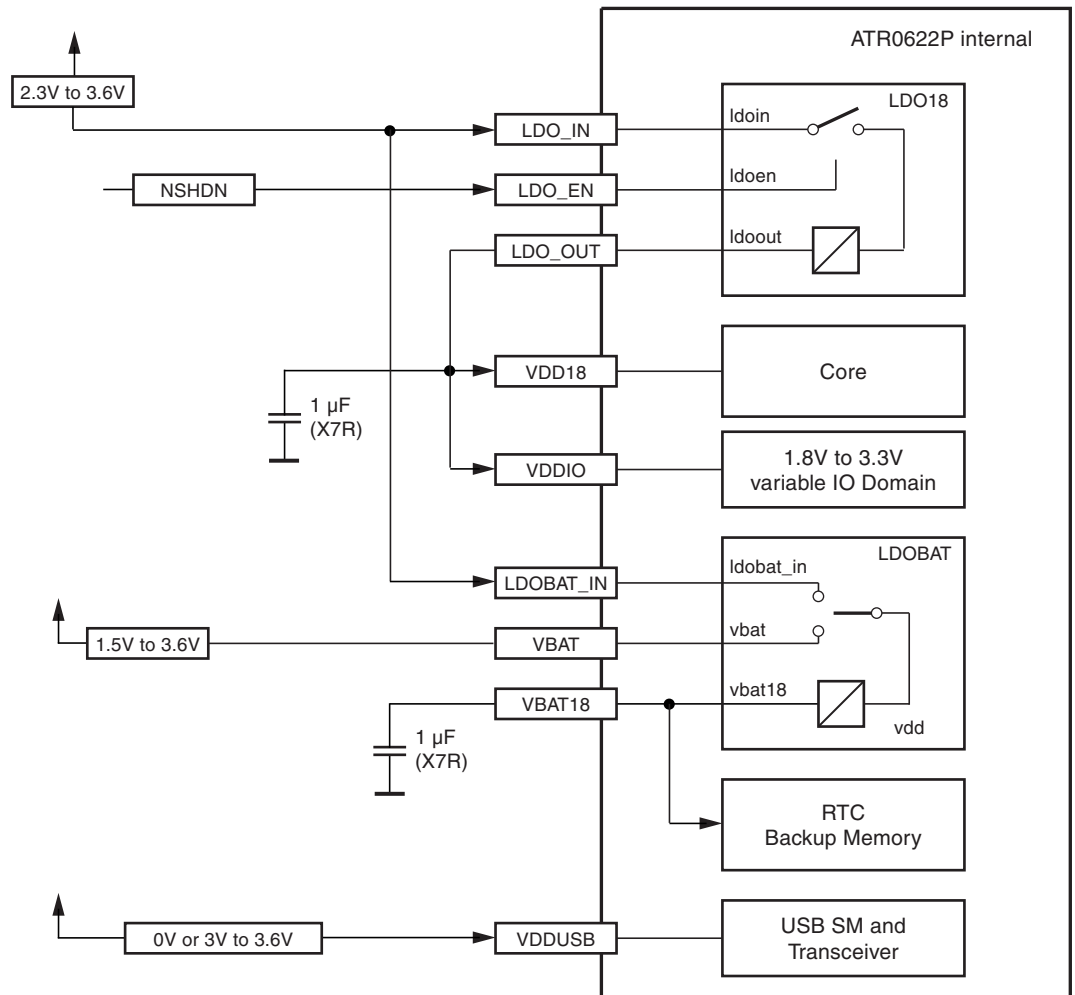 ATR0622P internal
2.3V to 3.6V
LDO18
LDO_IN
ldoin
NSHDN
LDO_EN
ldoen
LDO_OUT
ldoout
VDD18
Core
1 µF
(X7R)
VDDIO
1.8V to 3.3V
variable IO Domain
LDOBAT
LDOBAT_IN
ldobat_in
1.5V to 3.6V
VBAT
vbat
VBAT18
vbat18
vdd
1 µF
(X7R)
RTC
Backup Memory
0V or 3V to 3.6V
VDDUSB
USB SM and
Transceiver